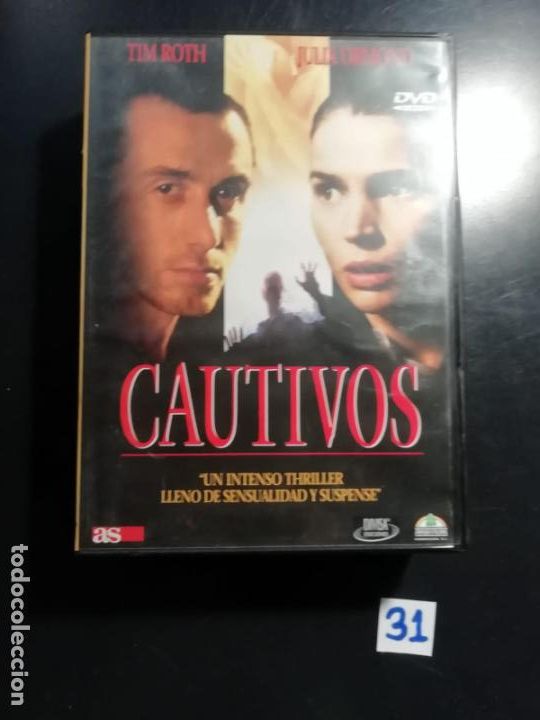 TIM ROTH
JULIA ORMOND
DVD
CAUTIVOS
"UN INTENSO THRILLER
LLENO DE SENSUALIDAD Y SUSPENSE"
as
31
todocoleccion